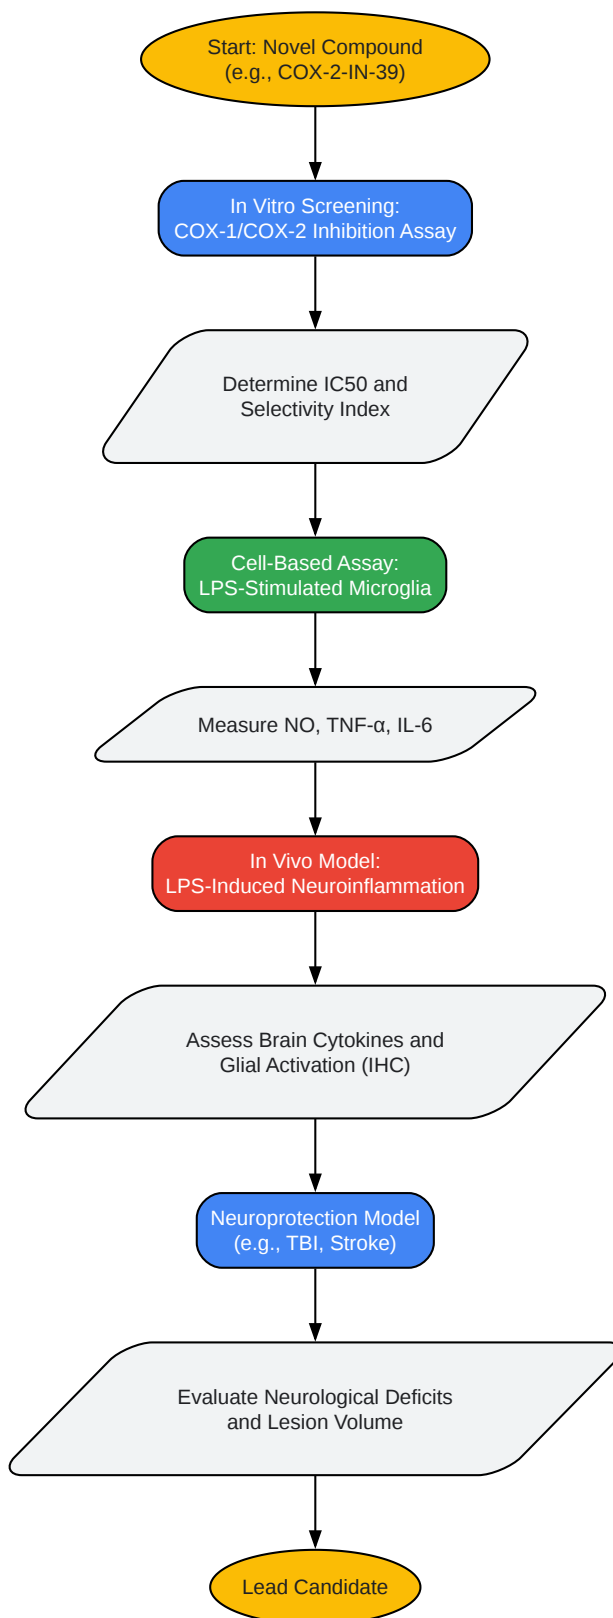 Start: Novel Compound
(e.g., COX-2-IN-39)
In Vitro Screening:
COX-1/COX-2 Inhibition Assay
Determine IC50 and
Selectivity Index
Cell-Based Assay:
LPS-Stimulated Microglia
Measure NO, TNF-α, IL-6
In Vivo Model:
LPS-Induced Neuroinflammation
Assess Brain Cytokines and
Glial Activation (IHC)
Neuroprotection Model
(e.g., TBI, Stroke)
Evaluate Neurological Deficits
and Lesion Volume
Lead Candidate